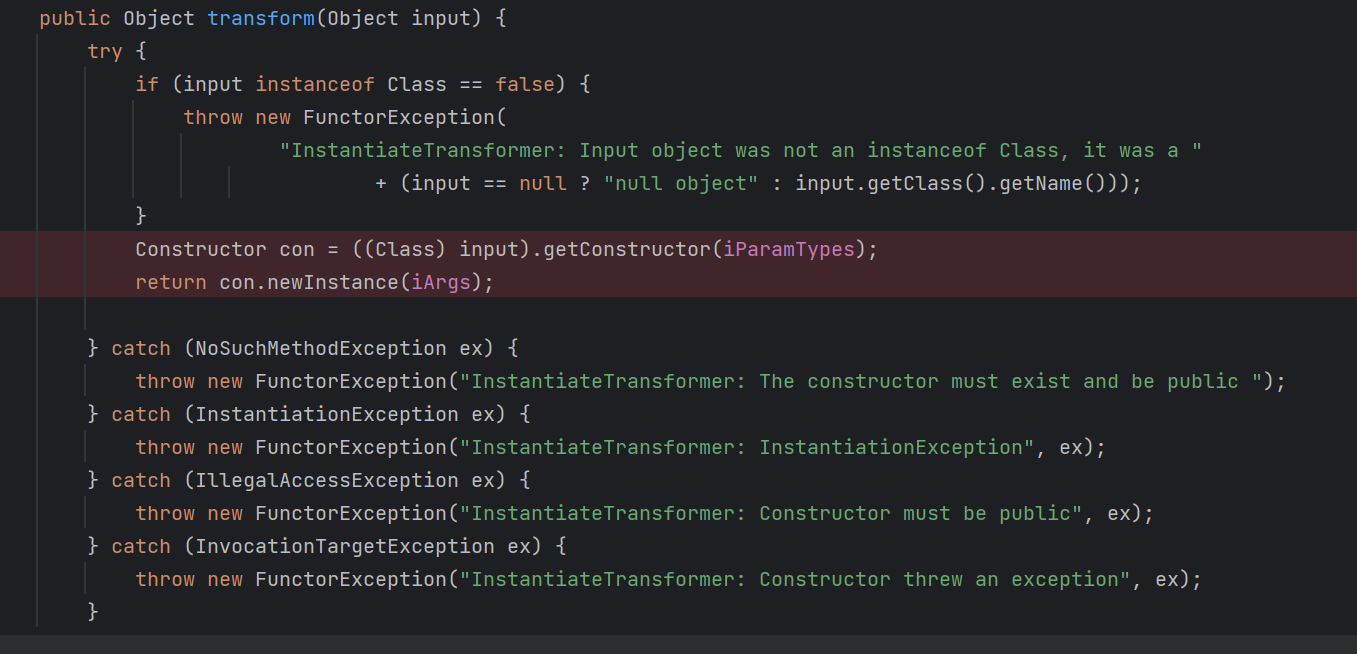 public Object transform(Object input) {
try {
if (input instanceof Class == false) {
throw new FunctorException(
"InstantiateTransformer: Input object was not an instanceof Class, it was a "
+ (input == null ? "null object" : input.getClass().getName()));
}
Constructor con = ((Class) input).getConstructor(iParamTypes);
return con.newInstance(iArgs);
} catch (NoSuchMethodException ex) {
throw new FunctorException("InstantiateTransformer: The constructor must exist and be public ");
} catch (InstantiationException ex) {
throw new FunctorException("InstantiateTransformer: InstantiationException", ex);
} catch (IllegalAccessException ex) {
throw new FunctorException("InstantiateTransformer: Constructor must be public", ex);
} catch (InvocationTargetException ex) {
throw new FunctorException("InstantiateTransformer: Constructor threw an exception", ex);
}